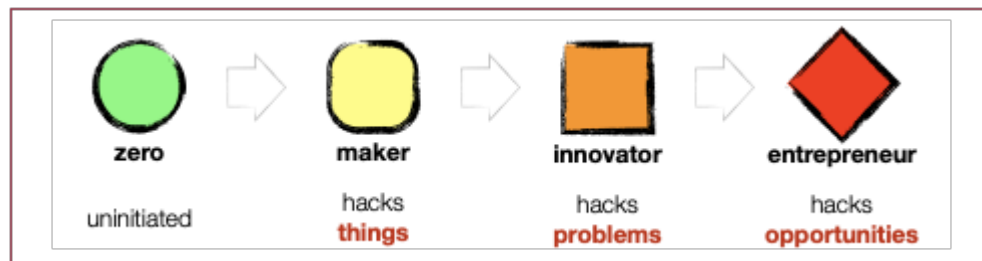 zero
maker
innovator
entrepreneur
uninitiated
hacks
things
hacks
problems
hacks
opportunities